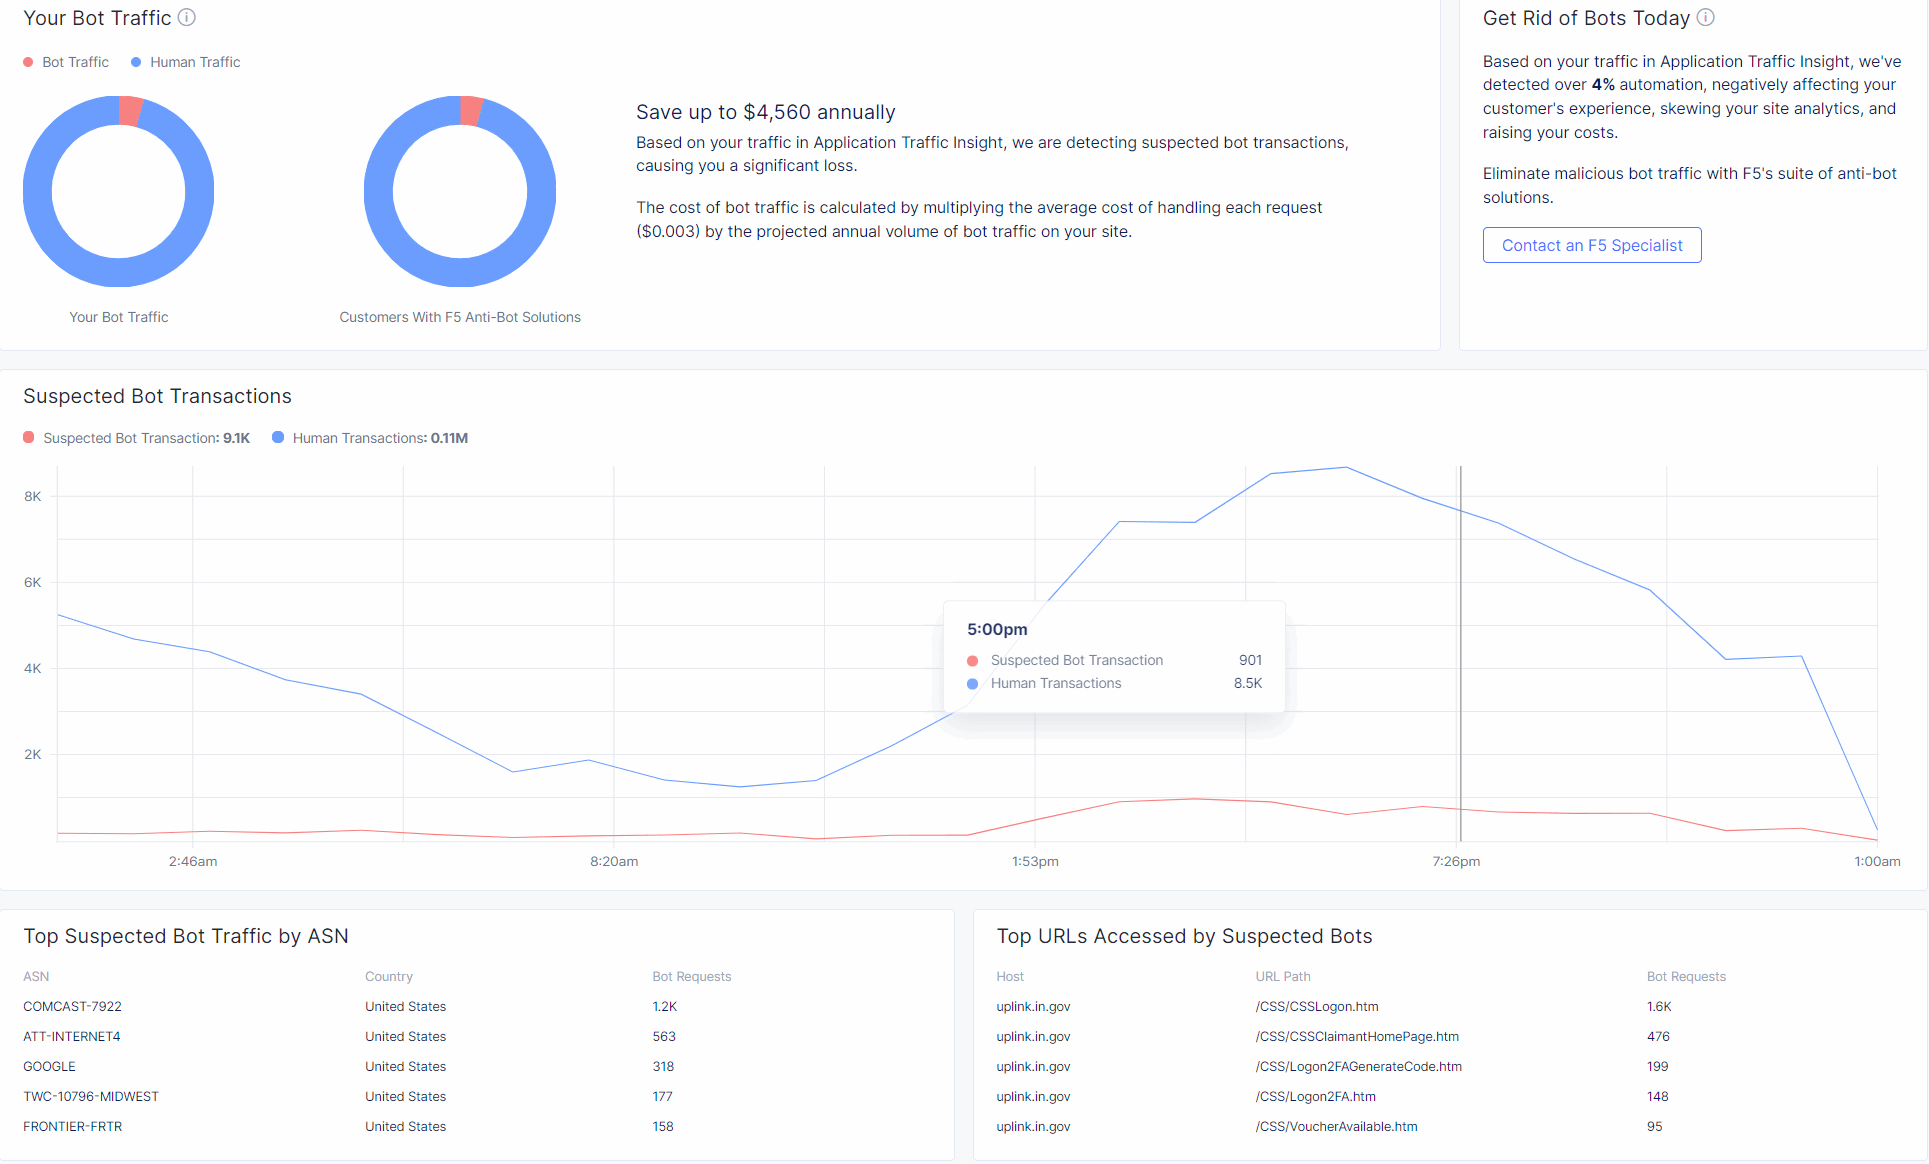 Your Bot Traffic
Bot Traffic
Human Traffic
Your Bot Traffic
Customers With F5 Anti-Bot Solutions
Save up to $4,560 annually
Based on your traffic in Application Traffic Insight, we are detecting suspected bot transactions,
causing you a significant loss.
The cost of bot traffic is calculated by multiplying the average cost of handling each request
($0.003) by the projected annual volume of bot traffic on your site.
Get Rid of Bots Today
Based on your traffic in Application Traffic Insight, we've
detected over 4% automation, negatively affecting your
customer's experience, skewing your site analytics, and
raising your costs.
Eliminate malicious bot traffic with F5's suite of anti-bot
solutions.
Contact an F5 Specialist
Suspected Bot Transactions
Suspected Bot Transaction: 9.1K
Human Transactions: 0.11M
8K
6K
4K
2K
5:00pm
Suspected Bot Transaction 901
Human Transactions 8.5K
2:46am
8:20am
1:53pm
7:26pm
1:00am
Top Suspected Bot Traffic by ASN
ASN Country Bot Requests
COMCAST-7922 United States 1.2K
ATT-INTERNET4 United States 563
GOOGLE United States 318
TWC-10796-MIDWEST United States 177
FRONTIER-FRTR United States 158
Top URLs Accessed by Suspected Bots
Host URL Path Bot Requests
uplink.in.gov /CSS/CSSLogon.htm 1.6K
uplink.in.gov /CSS/CSSClaimantHomePage.htm 476
uplink.in.gov /CSS/Logon2FAGenerateCode.htm 199
uplink.in.gov /CSS/Logon2FA.htm 148
uplink.in.gov /CSS/VoucherAvailable.htm 95